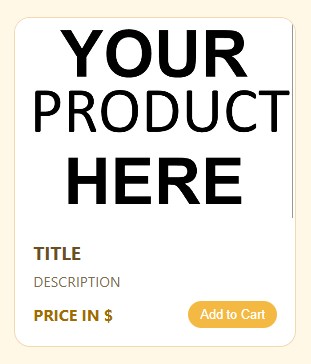 YOUR
PRODUCT
HERE
TITLE
DESCRIPTION
PRICE IN $
Add to Cart